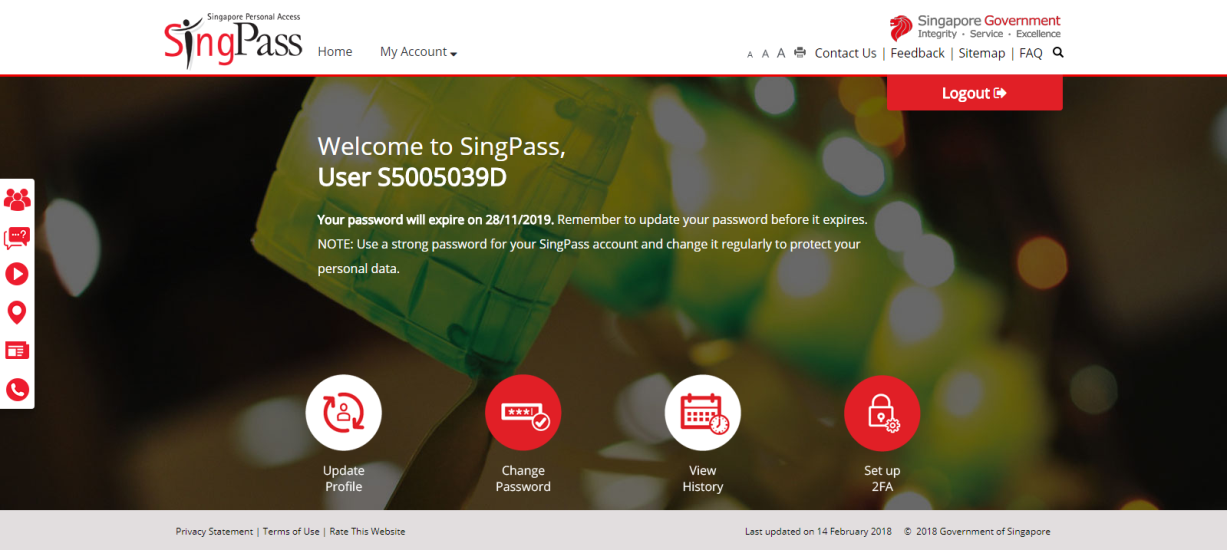 Singapore Personal Access
SingPass
Home My Account
Singapore Government
Integrity · Service · Excellence
A A A Contact Us | Feedback | Sitemap | FAQ
Logout
Welcome to SingPass,
User S5005039D
Your password will expire on 28/11/2019. Remember to update your password before it expires.
NOTE: Use a strong password for your SingPass account and change it regularly to protect your
personal data.
Update
Profile
Change
Password
View
History
Set up
2FA
Privacy Statement | Terms of Use | Rate This Website
Last updated on 14 February 2018 © 2018 Government of Singapore